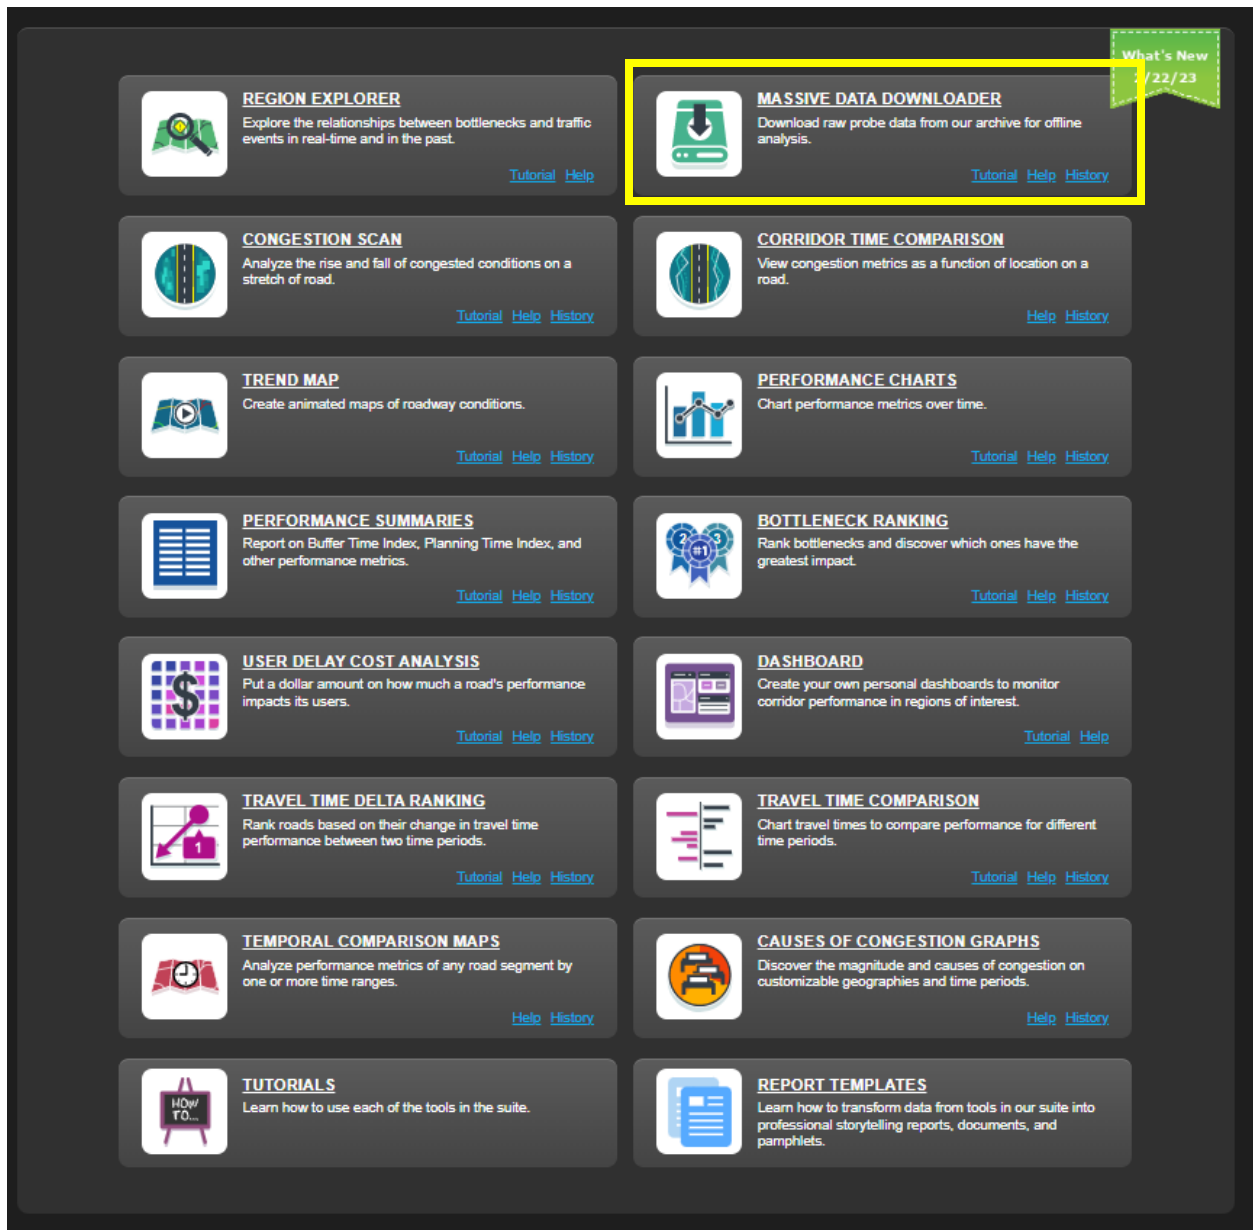 What's New
2/22/23
REGION EXPLORER
Explore the relationships between bottlenecks and traffic
events in real-time and in the past.
Tutorial Help
MASSIVE DATA DOWNLOADER
Download raw probe data from our archive for offline
analysis.
Tutorial Help History
CONGESTION SCAN
Analyze the rise and fall of congested conditions on a
stretch of road.
Tutorial Help History
CORRIDOR TIME COMPARISON
View congestion metrics as a function of location on a
road.
Help History
TREND MAP
Create animated maps of roadway conditions.
Tutorial Help History
PERFORMANCE CHARTS
Chart performance metrics over time.
Tutorial Help History
PERFORMANCE SUMMARIES
Report on Buffer Time Index, Planning Time Index, and
other performance metrics.
Tutorial Help History
2 #1 3
BOTTLENECK RANKING
Rank bottlenecks and discover which ones have the
greatest impact.
Tutorial Help History
$
USER DELAY COST ANALYSIS
Put a dollar amount on how much a road's performance
impacts its users.
Tutorial Help History
DASHBOARD
Create your own personal dashboards to monitor
corridor performance in regions of interest.
Tutorial Help
1
TRAVEL TIME DELTA RANKING
Rank roads based on their change in travel time
performance between two time periods.
Tutorial Help History
TRAVEL TIME COMPARISON
Chart travel times to compare performance for different
time periods.
Tutorial Help History
TEMPORAL COMPARISON MAPS
Analyze performance metrics of any road segment by
one or more time ranges.
Help History
CAUSES OF CONGESTION GRAPHS
Discover the magnitude and causes of congestion on
customizable geographies and time periods.
Help History
HOW
TO...
TUTORIALS
Learn how to use each of the tools in the suite.
REPORT TEMPLATES
Learn how to transform data from tools in our suite into
professional storytelling reports, documents, and
pamphlets.